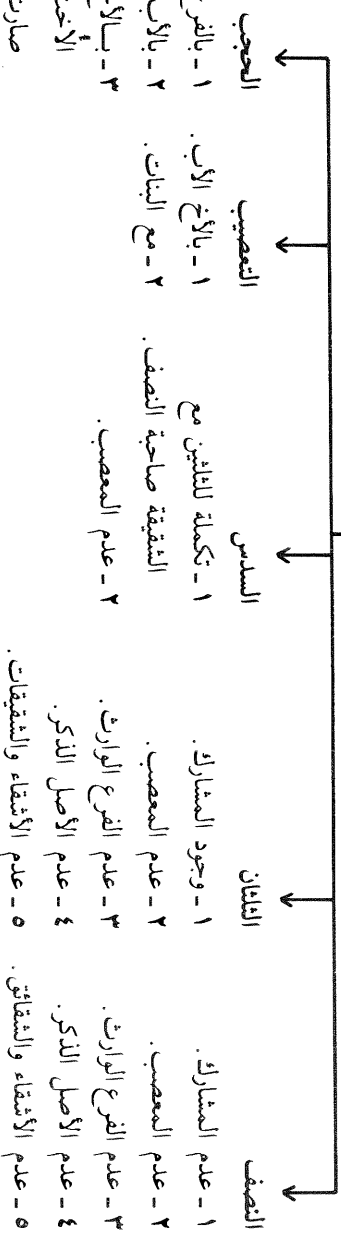 النصف
١ - عدم المشارك.
٢ - عدم المعصب.
٣ - عدم الفرع الوارث.
٤ - عدم الأصل الذكر.
٥ - عدم الأشقاء والشقائق.
الثلثان
١ - وجود المشارك.
٢ - عدم المعصب.
٣ - عدم الفرع الوارث.
٤ - عدم الأصل الذكر.
٥ - عدم الأشقاء والشقيقات.
السدس
١ - تكملة للثلثين مع
الشقيقة صاحبة النصف.
٢ - عدم المعصب.
التعصيب
١ - بالأخ الأب.
٢ - مع البنات.
الحجب
١ -
٢ - بالأب
٣ -
صارت